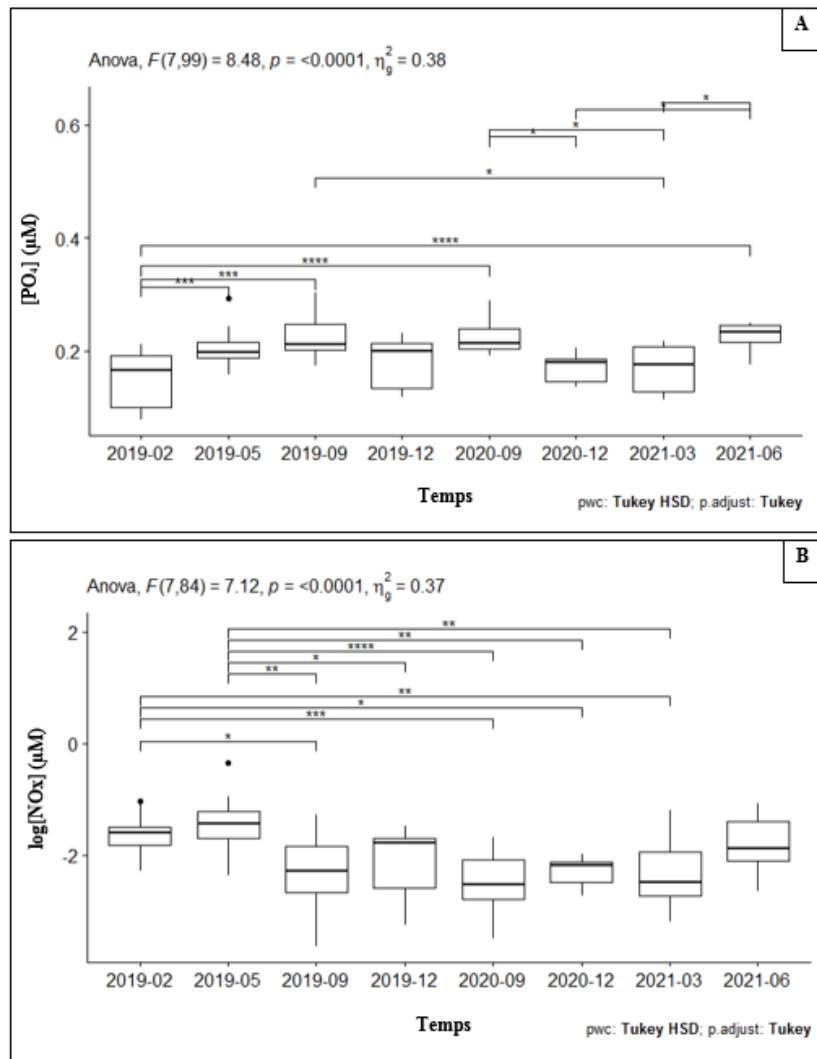 A
Anova, F(7,99) = 8.48, p = <0.0001, η²g = 0.38
[PO₄] (µM)
0.6
0.4
0.2
*
*
*
*
*
****
****
***
***
2019-02 2019-05 2019-09 2019-12 2020-09 2020-12 2021-03 2021-06
Temps
pwc: Tukey HSD; p.adjust: Tukey
B
Anova, F(7,84) = 7.12, p = <0.0001, η²g = 0.37
log[NOx] (µM)
2
0
-2
**
**
****
*
**
**
*
***
*
2019-02 2019-05 2019-09 2019-12 2020-09 2020-12 2021-03 2021-06
Temps
pwc: Tukey HSD; p.adjust: Tukey